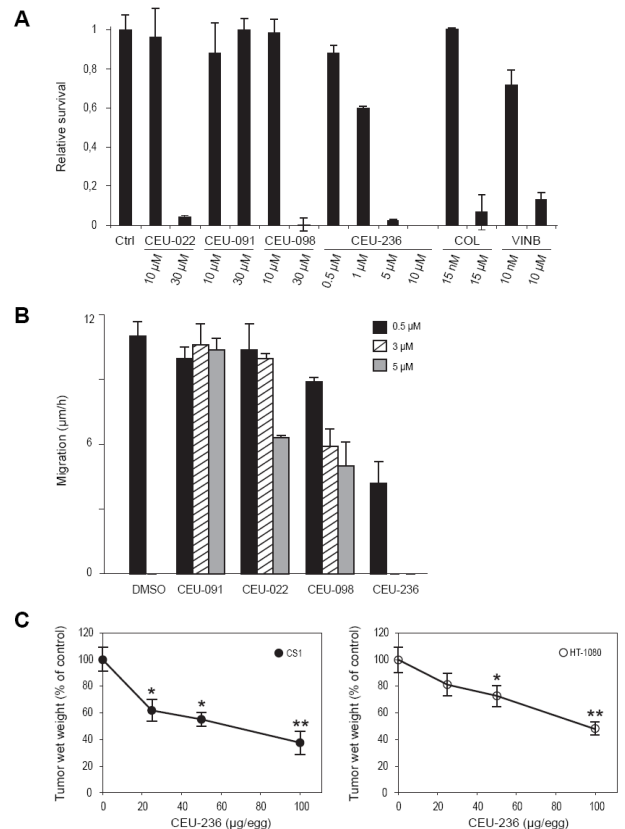 A
Relative survival
1
0,8
0,6
0,4
0,2
0
Ctrl CEU-022 CEU-091 CEU-098 CEU-236 COL VINB
10 µM 30 µM 10 µM 30 µM 10 µM 30 µM 0.5 µM 1 µM 5 µM 10 µM 15 nM 15 µM 10 nM 10 µM
B
Migration (µm/h)
12
6
0
0.5 µM
3 µM
5 µM
DMSO CEU-091 CEU-022 CEU-098 CEU-236
C
Tumor wet weight (% of control)
120
100
80
60
40
20
0
CS1
* * **
0 20 40 60 80 100
CEU-236 (µg/egg)
Tumor wet weight (% of control)
120
100
80
60
40
20
0
HT-1080
* **
0 20 40 60 80 100
CEU-236 (µg/egg)